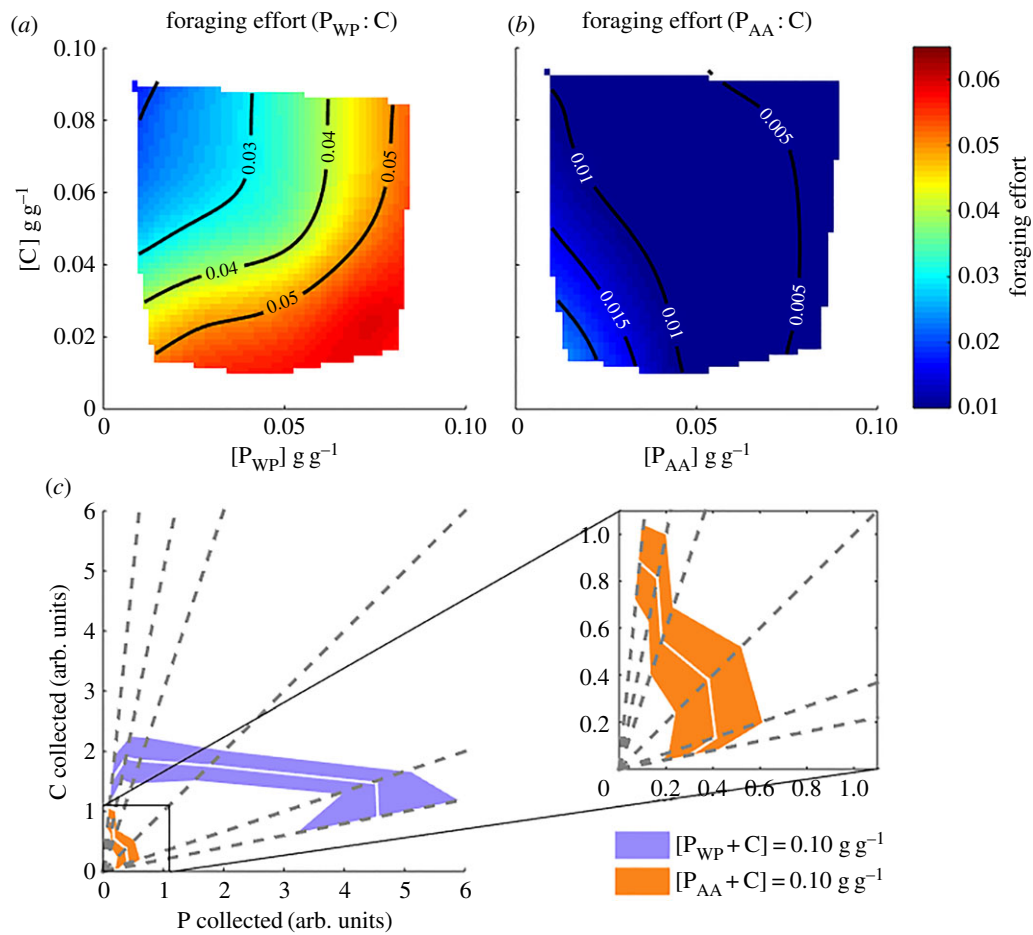 (a) foraging effort (P_WP : C)
(b) foraging effort (P_AA : C)
0.10
0.08
0.06
0.04
0.02
0
[C] g g⁻¹
0.03
0.04
0.05
0.04
0.05
0 0.05 0.10
[P_WP] g g⁻¹
0.005
0.01
0.015
0.01
0.005
0 0.05 0.10
[P_AA] g g⁻¹
0.06
0.05
0.04
0.03
0.02
0.01
foraging effort
(c)
6
5
4
3
2
1
0
C collected (arb. units)
0 1 2 3 4 5 6
P collected (arb. units)
1.0
0.8
0.6
0.4
0.2
0 0.2 0.4 0.6 0.8 1.0
[P_WP + C] = 0.10 g g⁻¹
[P_AA + C] = 0.10 g g⁻¹